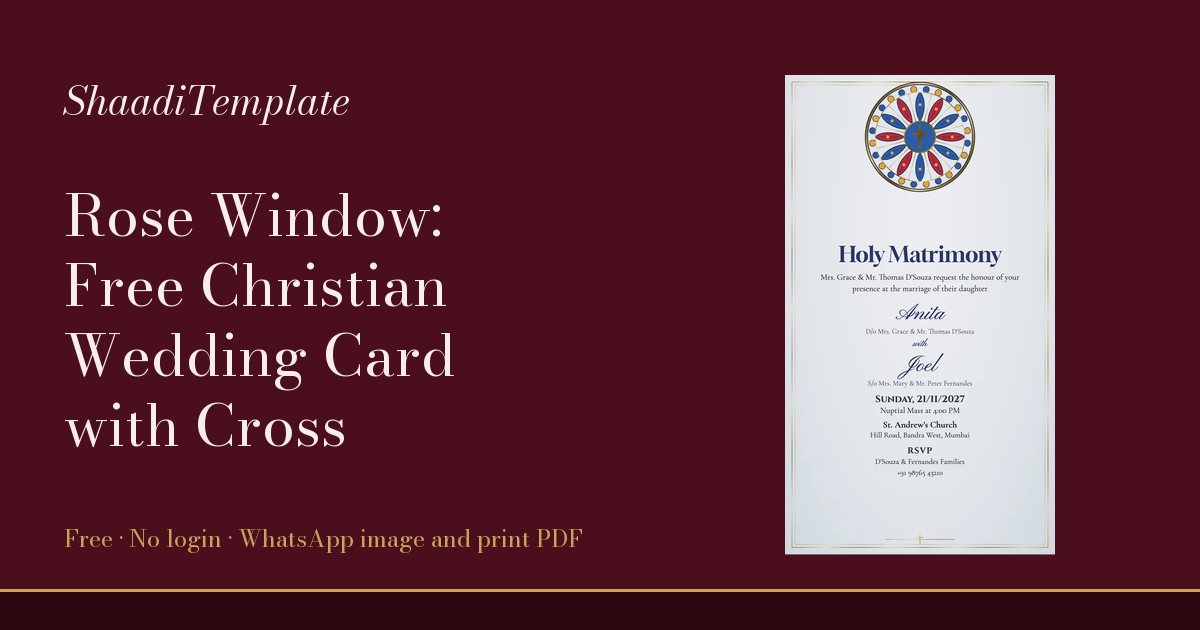 ShaadiTemplate
Rose Window:
Free Christian
Wedding Card
with Cross
Free · No login · WhatsApp image and print PDF
Holy Matrimony
Mrs. Grace & Mr. Thomas D'Souza request the honour of your
presence at the marriage of their daughter
Anita
D/o Mrs. Grace & Mr. Thomas D'Souza
with
Joel
S/o Mrs. Mary & Mr. Peter Fernandes
Sunday, 21/11/2027
Nuptial Mass at 4:00 PM
St. Andrew's Church
Hill Road, Bandra West, Mumbai
RSVP
D'Souza & Fernandes Families
+91 98765 43210